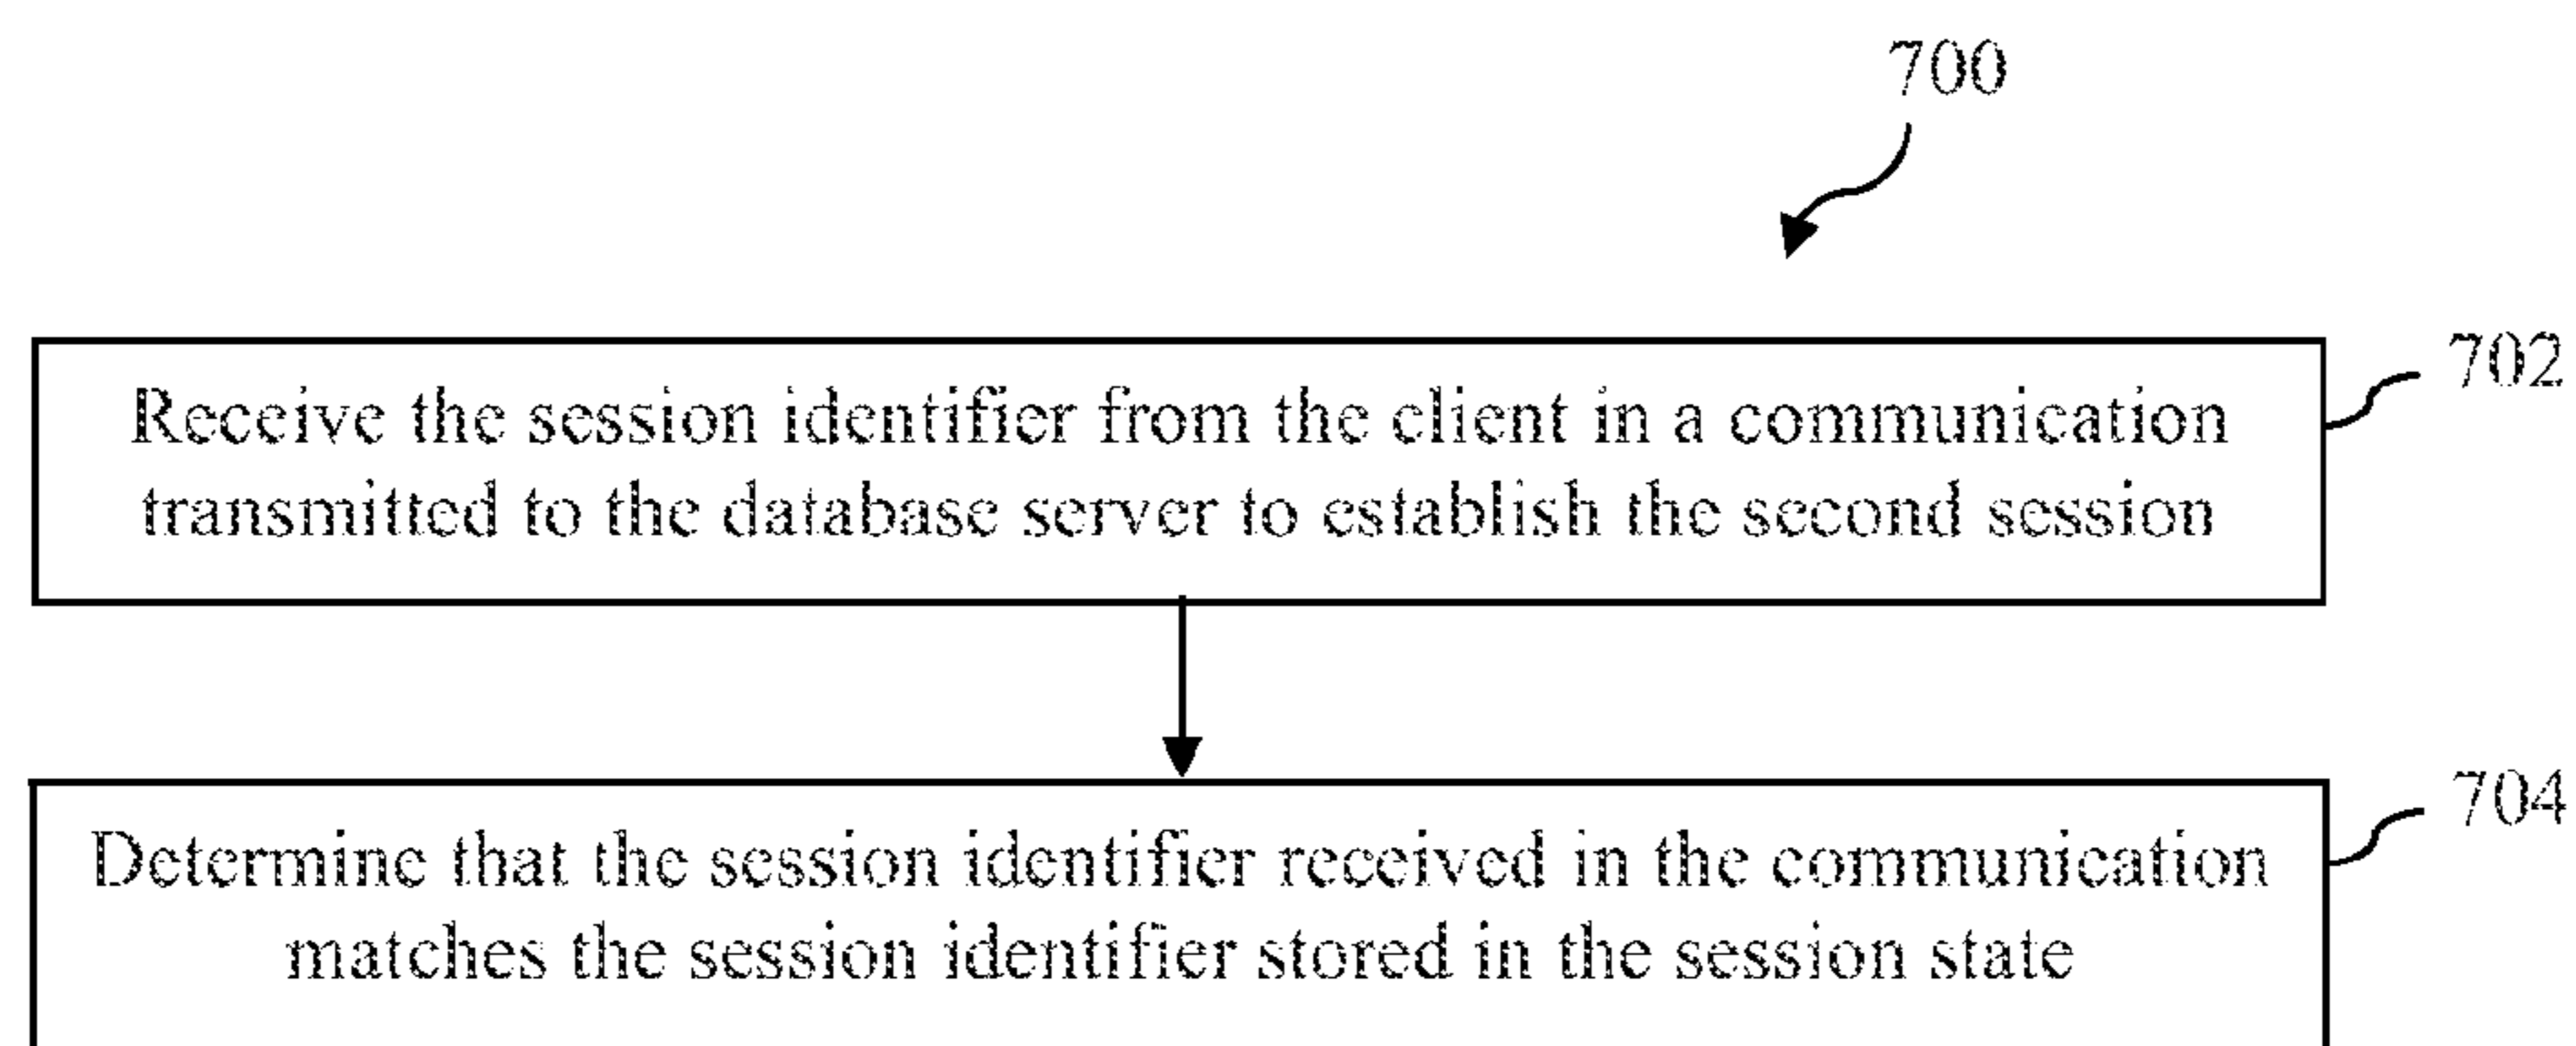 700
702
Receive the session identifier from the client in a communication
transmitted to the database server to establish the second session
704
Determine that the session identifier received in the communication
matches the session identifier stored in the session state